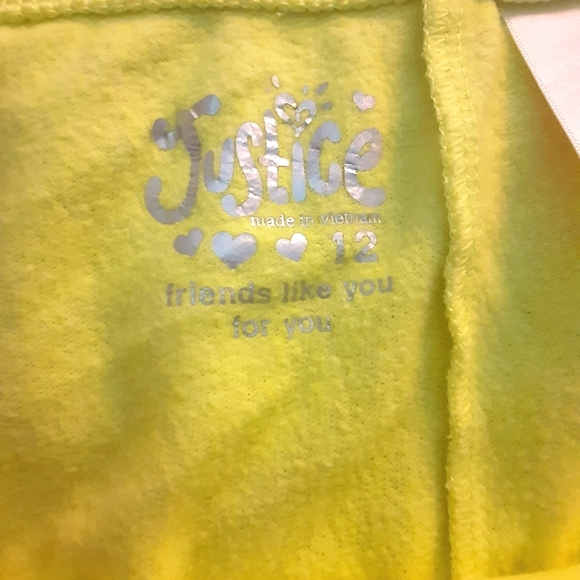 Justice
made in vietnam
12
friends like you
for you